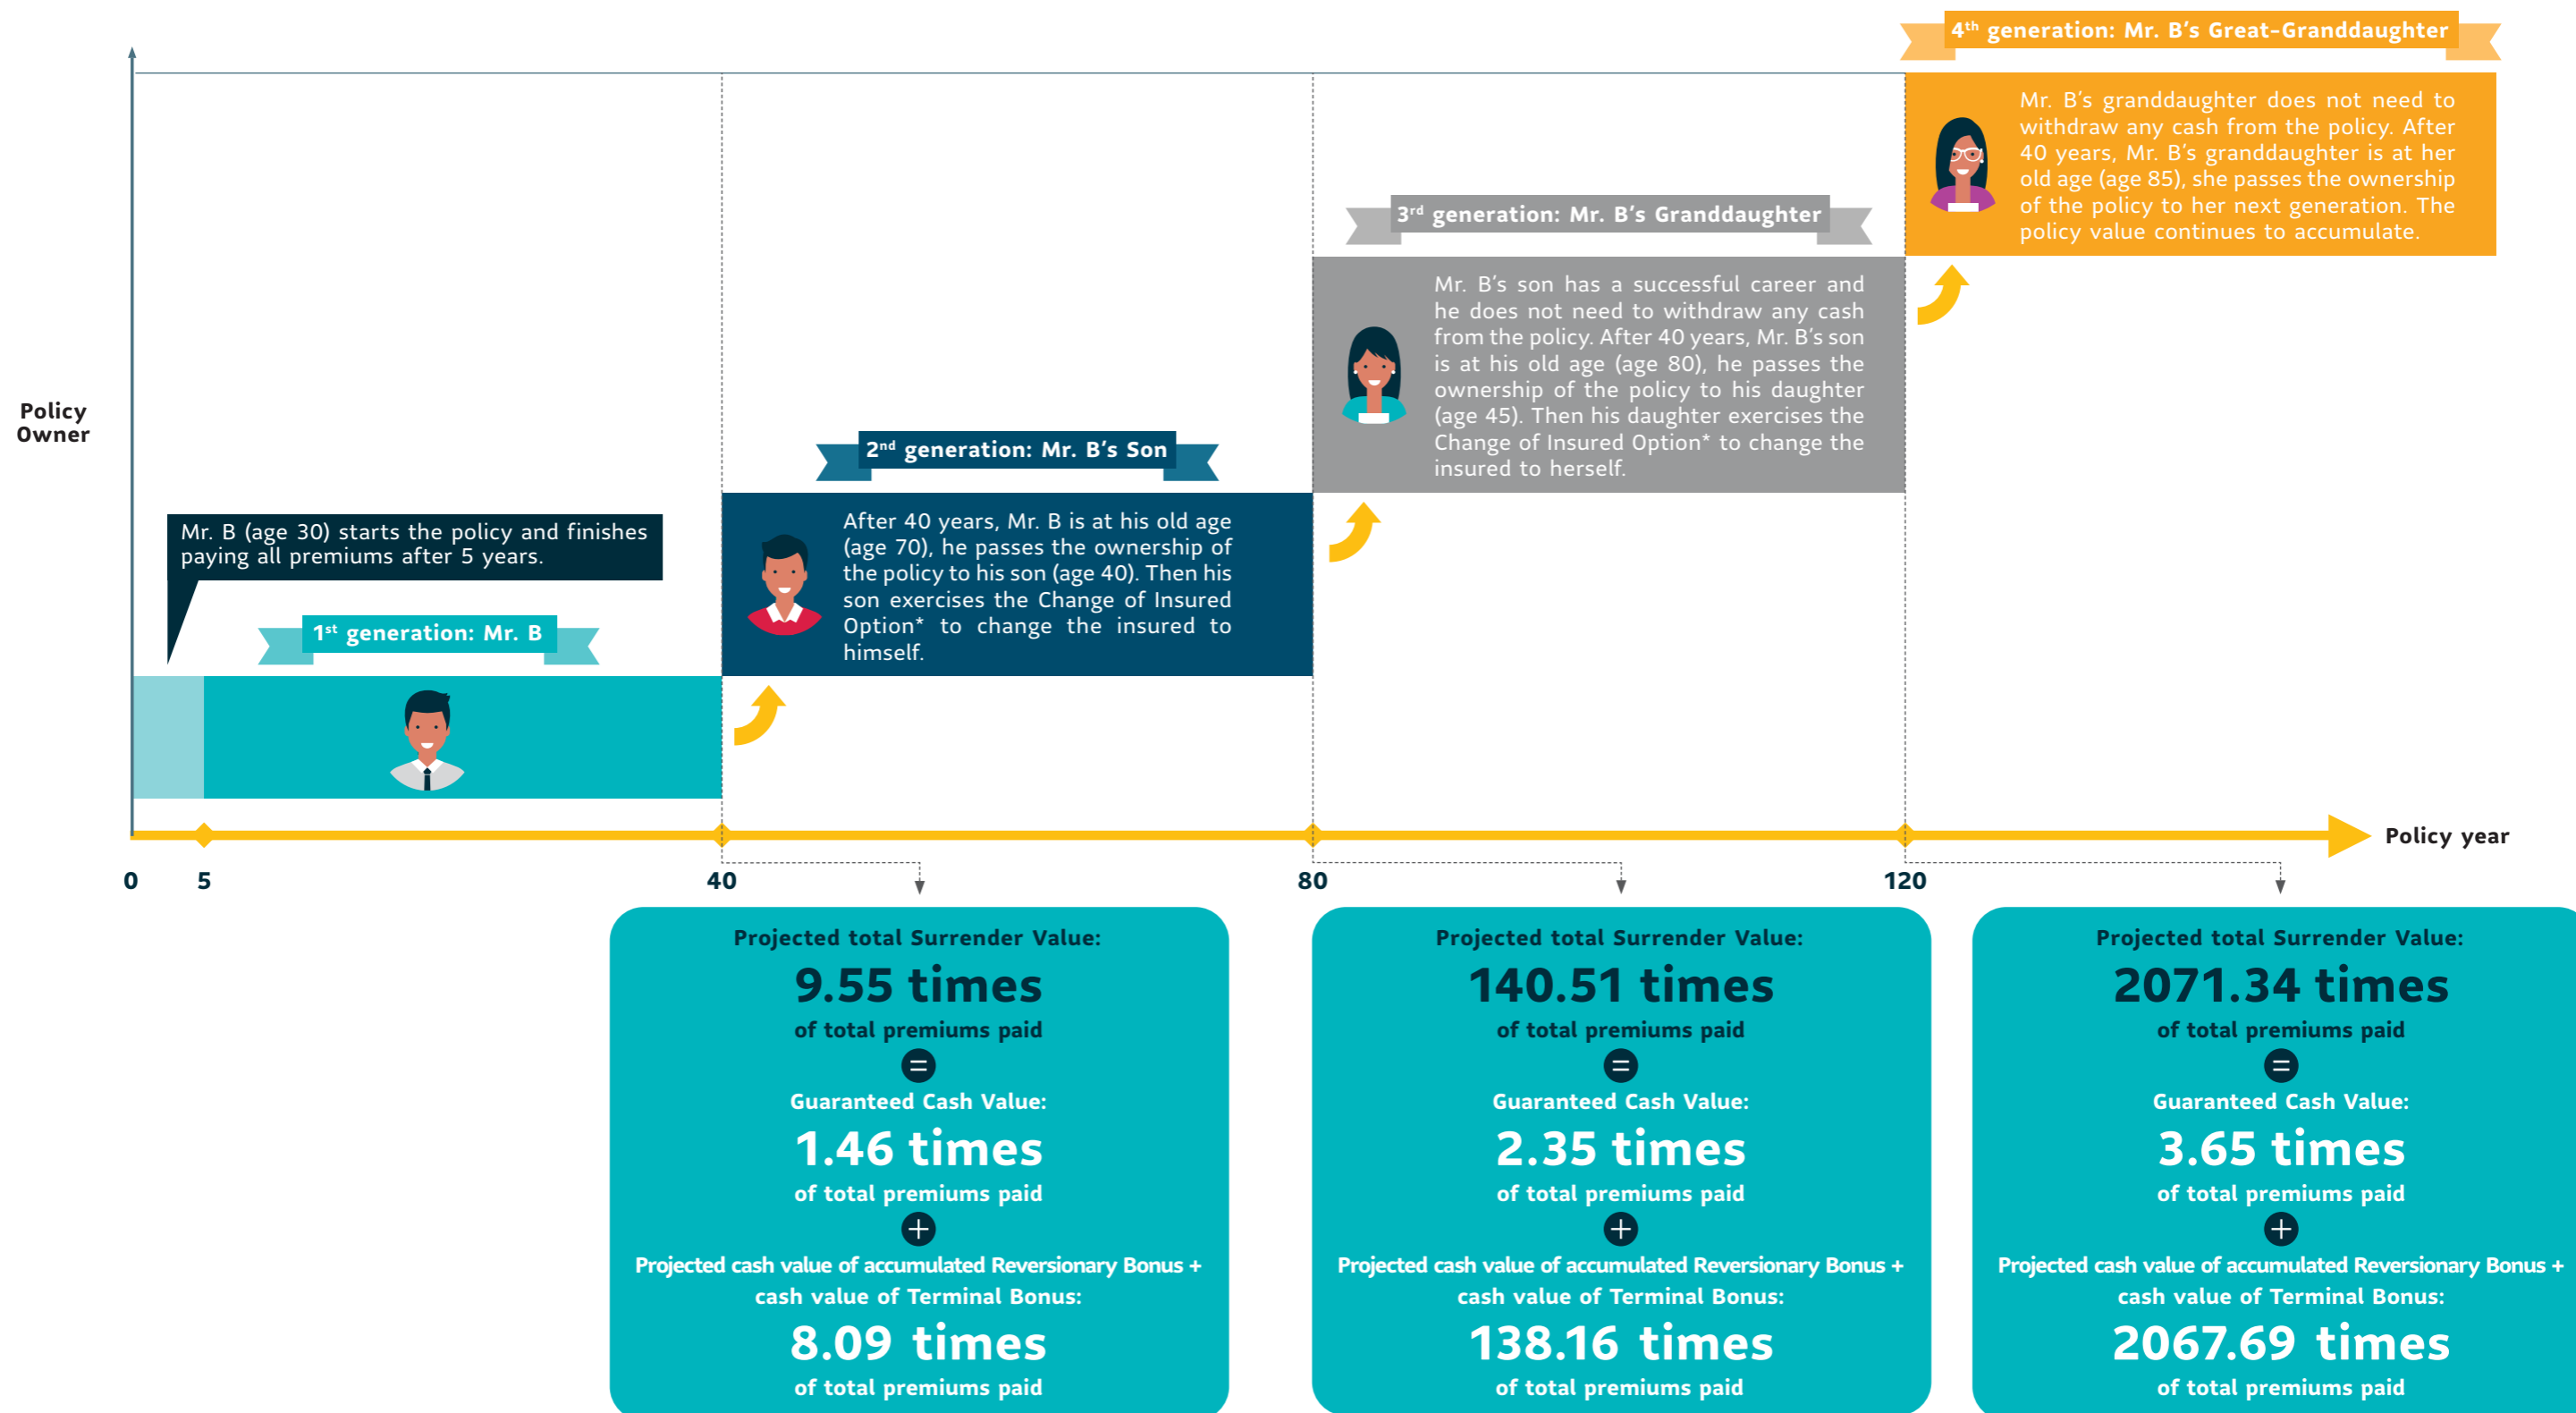 4th generation: Mr. B's Great-Granddaughter
Mr. B's granddaughter does not need to
withdraw any cash from the policy. After
40 years, Mr. B's granddaughter is at her
old age (age 85), she passes the ownership
of the policy to her next generation. The
policy value continues to accumulate.
3rd generation: Mr. B's Granddaughter
Mr. B's son has a successful career and
he does not need to withdraw any cash
from the policy. After 40 years, Mr. B's son
is at his old age (age 80), he passes the
ownership of the policy to his daughter
(age 45). Then his daughter exercises the
Change of Insured Option* to change the
insured to herself.
Policy
Owner
2nd generation: Mr. B's Son
After 40 years, Mr. B is at his old age
(age 70), he passes the ownership of
the policy to his son (age 40). Then his
son exercises the Change of Insured
Option* to change the insured to
himself.
Mr. B (age 30) starts the policy and finishes
paying all premiums after 5 years.
1st generation: Mr. B
Policy year
0 5 40 80 120
Projected total Surrender Value:
9.55 times
of total premiums paid
=
Guaranteed Cash Value:
1.46 times
of total premiums paid
+
Projected cash value of accumulated Reversionary Bonus +
cash value of Terminal Bonus:
8.09 times
of total premiums paid
Projected total Surrender Value:
140.51 times
of total premiums paid
=
Guaranteed Cash Value:
2.35 times
of total premiums paid
+
Projected cash value of accumulated Reversionary Bonus +
cash value of Terminal Bonus:
138.16 times
of total premiums paid
Projected total Surrender Value:
2071.34 times
of total premiums paid
=
Guaranteed Cash Value:
3.65 times
of total premiums paid
+
Projected cash value of accumulated Reversionary Bonus +
cash value of Terminal Bonus:
2067.69 times
of total premiums paid